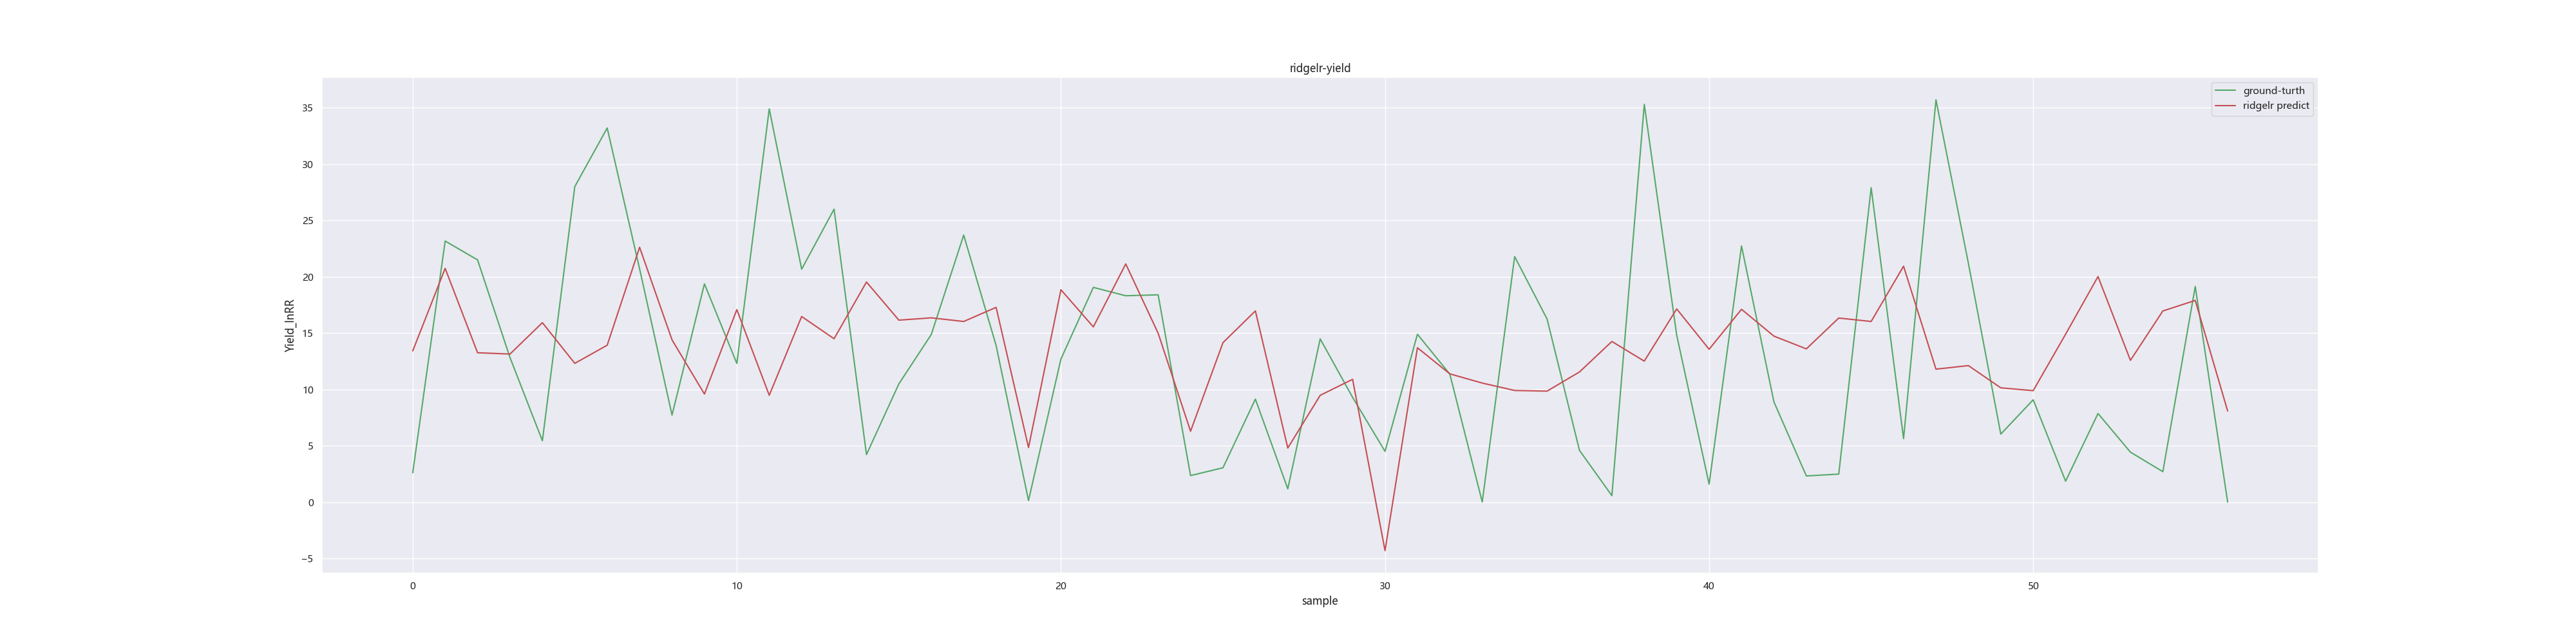 ridgelr-yield
ground-turth
ridgelr predict
Yield_lnRR
35
30
25
20
15
10
5
0
−5
0 10 20 30 40 50
sample